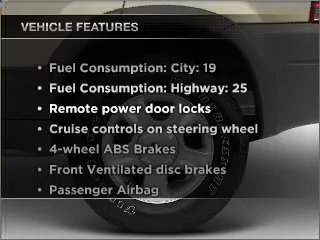 VEHICLE FEATURES
• Fuel Consumption: City: 19
• Fuel Consumption: Highway: 25
• Remote power door locks
• Cruise controls on steering wheel
• 4-wheel ABS Brakes
• Front Ventilated disc brakes
• Passenger Airbag